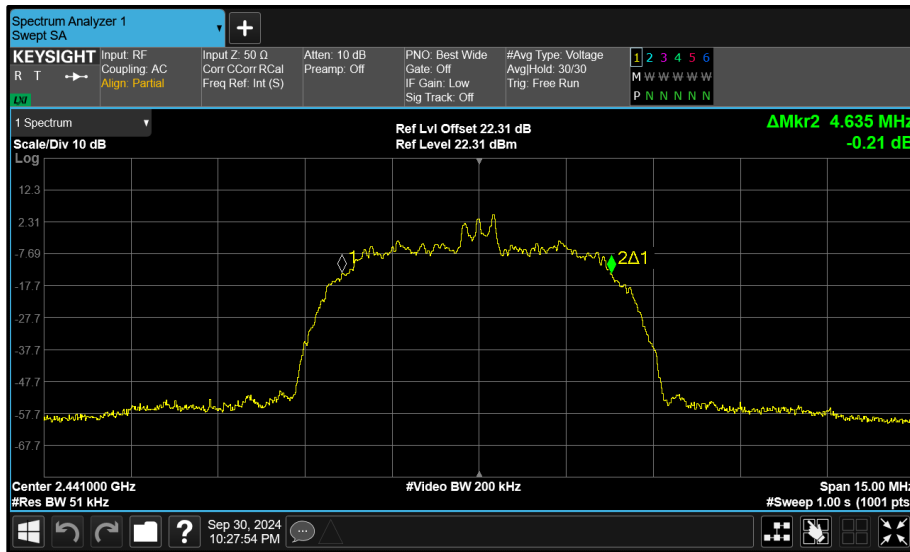 Spectrum Analyzer 1
Swept SA
KEYSIGHT
R T
LXI
Input: RF
Coupling: AC
Align: Partial
Input Z: 50 Ω
Corr CCorr RCal
Freq Ref: Int (S)
Atten: 10 dB
Preamp: Off
PNO: Best Wide
Gate: Off
IF Gain: Low
Sig Track: Off
#Avg Type: Voltage
Avg|Hold: 30/30
Trig: Free Run
1 2 3 4 5 6
M W W W W W
P N N N N N
1 Spectrum
Scale/Div 10 dB
Log
Ref Lvl Offset 22.31 dB
Ref Level 22.31 dBm
ΔMkr2 4.635 MHz
-0.21 dB
12.3
2.31
-7.69
-17.7
-27.7
-37.7
-47.7
-57.7
-67.7
1
2Δ1
Center 2.441000 GHz
#Res BW 51 kHz
#Video BW 200 kHz
Span 15.00 MHz
#Sweep 1.00 s (1001 pts
?
Sep 30, 2024
10:27:54 PM